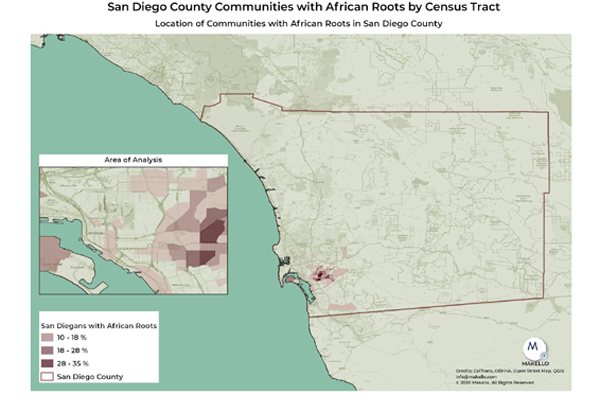 San Diego County Communities with African Roots by Census Tract
Location of Communities with African Roots in San Diego County
Area of Analysis
San Diegans with African Roots
10 - 18 %
18 - 28 %
28 - 35 %
San Diego County
M
MAKELLO
Credits: CalTrans, OEHHA, Open Street Map, QGIS
info@makello.com
© 2020 Makello. All Rights Reserved.